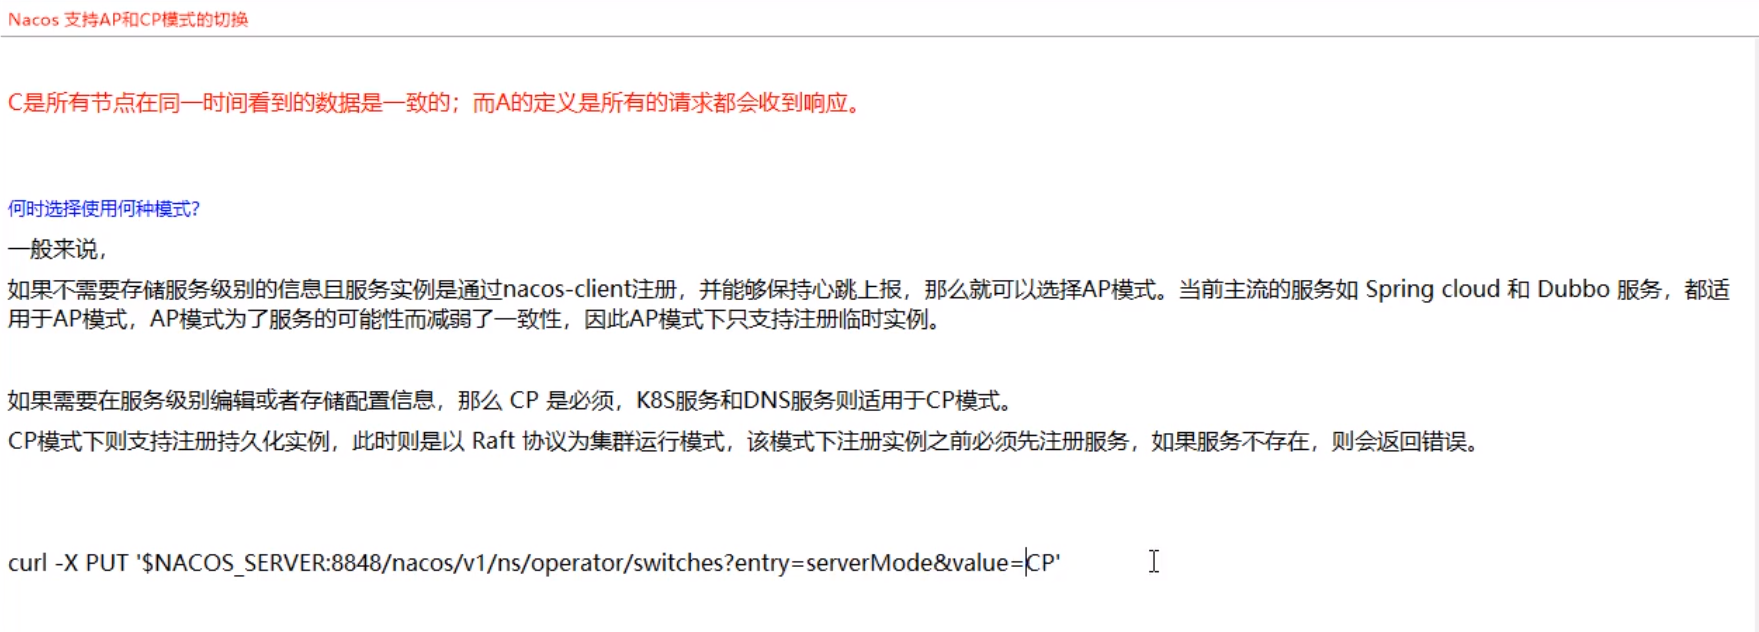 Nacos 支持AP和CP模式的切换
C是所有节点在同一时间看到的数据是一致的；而A的定义是所有的请求都会收到响应。
何时选择使用何种模式?
一般来说，
如果不需要存储服务级别的信息且服务实例是通过nacos-client注册，并能够保持心跳上报，那么就可以选择AP模式。当前主流的服务如 Spring cloud 和 Dubbo 服务，都适
用于AP模式，AP模式为了服务的可能性而减弱了一致性，因此AP模式下只支持注册临时实例。
如果需要在服务级别编辑或者存储配置信息，那么 CP 是必须，K8S服务和DNS服务则适用于CP模式。
CP模式下则支持注册持久化实例，此时则是以 Raft 协议为集群运行模式，该模式下注册实例之前必须先注册服务，如果服务不存在，则会返回错误。
curl -X PUT '$NACOS_SERVER:8848/nacos/v1/ns/operator/switches?entry=serverMode&value=CP'